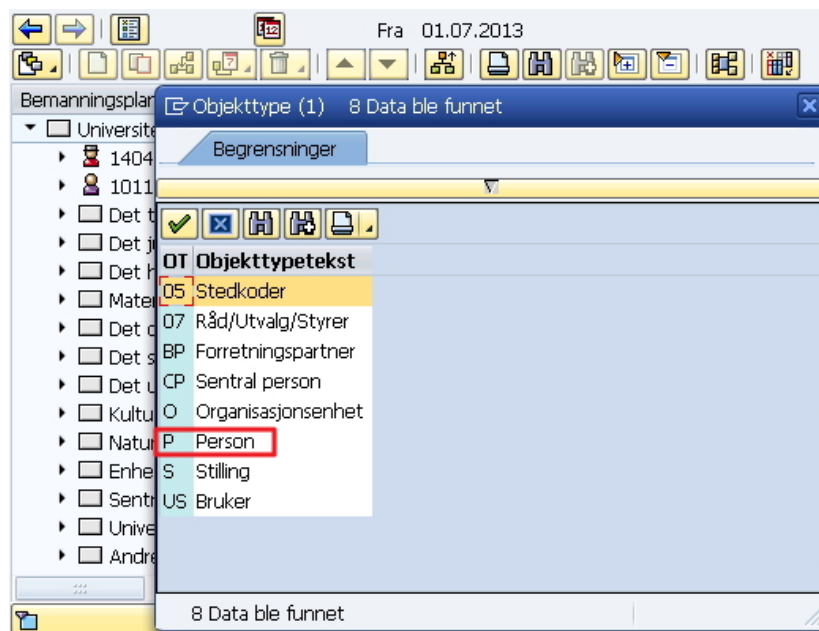 Fra 01.07.2013
Bemanningsplan
Objekttype (1) 8 Data ble funnet
Universite
Begrensninger
1404
1011
Det t
Det ju
Det h
OT Objekttypetekst
05 Stedkoder
Mater
07 Råd/Utvalg/Styrer
Det o
BP Forretningspartner
Det s
CP Sentral person
Det u
O Organisasjonsenhet
Kultu
P Person
Natur
S Stilling
Enhe
US Bruker
Sentr
Unive
Andre
8 Data ble funnet